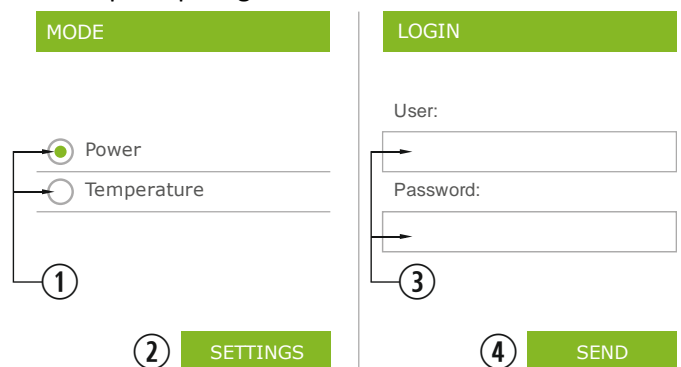 MODE
Power
Temperature
1
2
SETTINGS
LOGIN
User:
Password:
3
4
SEND